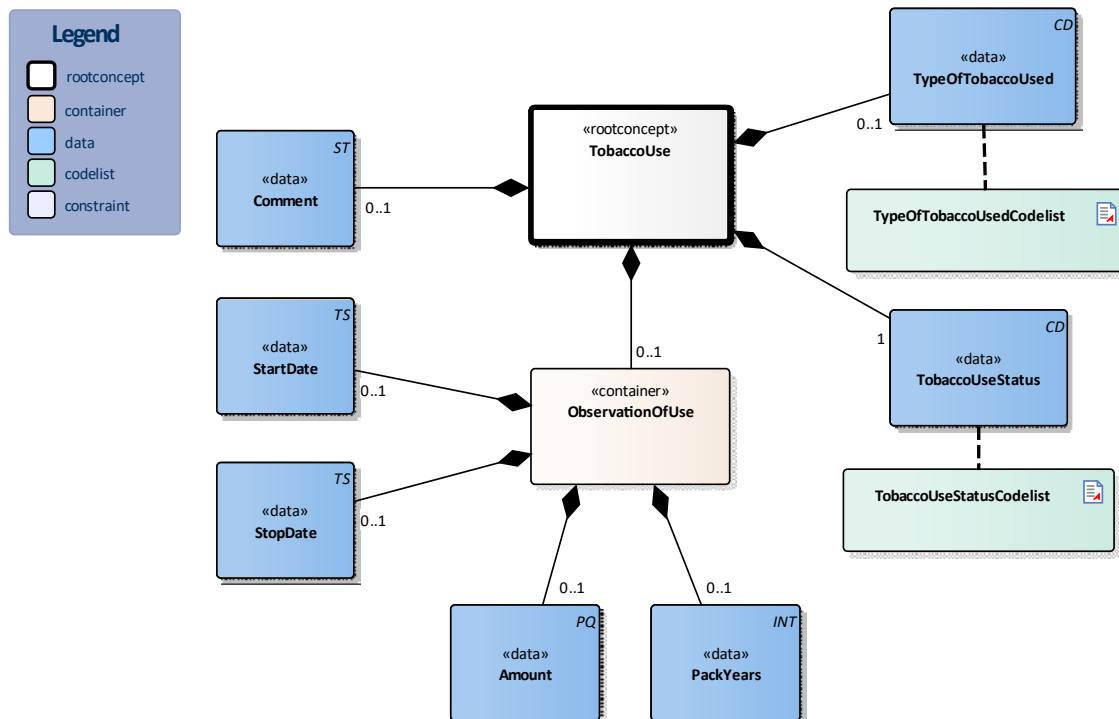 Legend
rootconcept
container
data
codelist
constraint
CD
«data»
TypeOfTobaccoUsed
0..1
«rootconcept»
TobaccoUse
ST
«data»
Comment
0..1
TypeOfTobaccoUsedCodelist
TS
«data»
StartDate
0..1
0..1
«container»
ObservationOfUse
CD
«data»
TobaccoUseStatus
1
TS
«data»
StopDate
0..1
TobaccoUseStatusCodelist
0..1
0..1
PQ
«data»
Amount
INT
«data»
PackYears